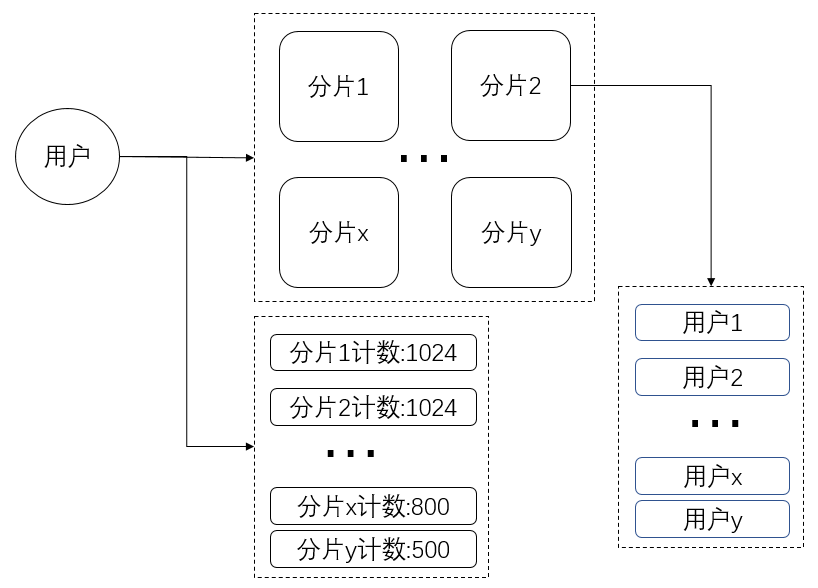 用户
分片1
分片2
...
分片x
分片y
分片1计数:1024
分片2计数:1024
...
分片x计数:800
分片y计数:500
用户1
用户2
...
用户x
用户y